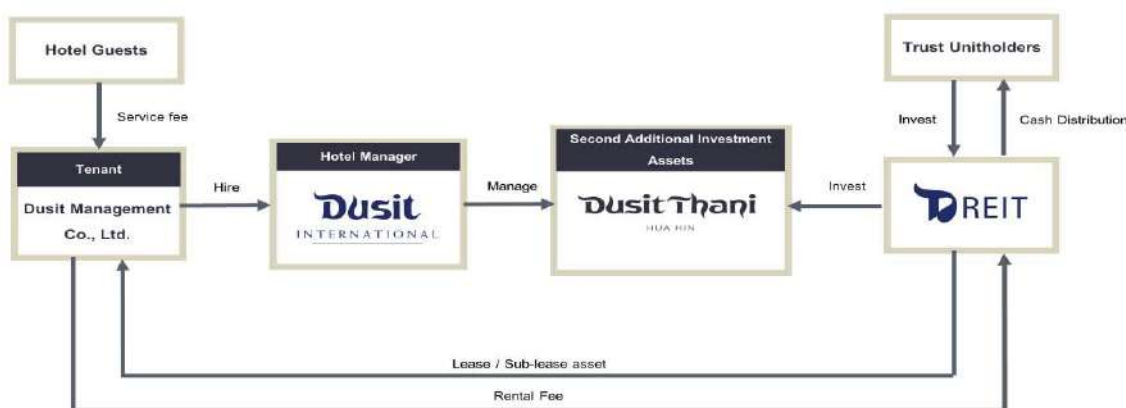 Hotel Guests
Trust Unitholders
Service fee
Invest
Cash Distribution
Tenant
Dusit Management
Co., Ltd.
Hire
Hotel Manager
Dusit
INTERNATIONAL
Manage
Second Additional Investment
Assets
Dusit Thani
HUA HIN
Invest
DREIT
Lease / Sub-lease asset
Rental Fee